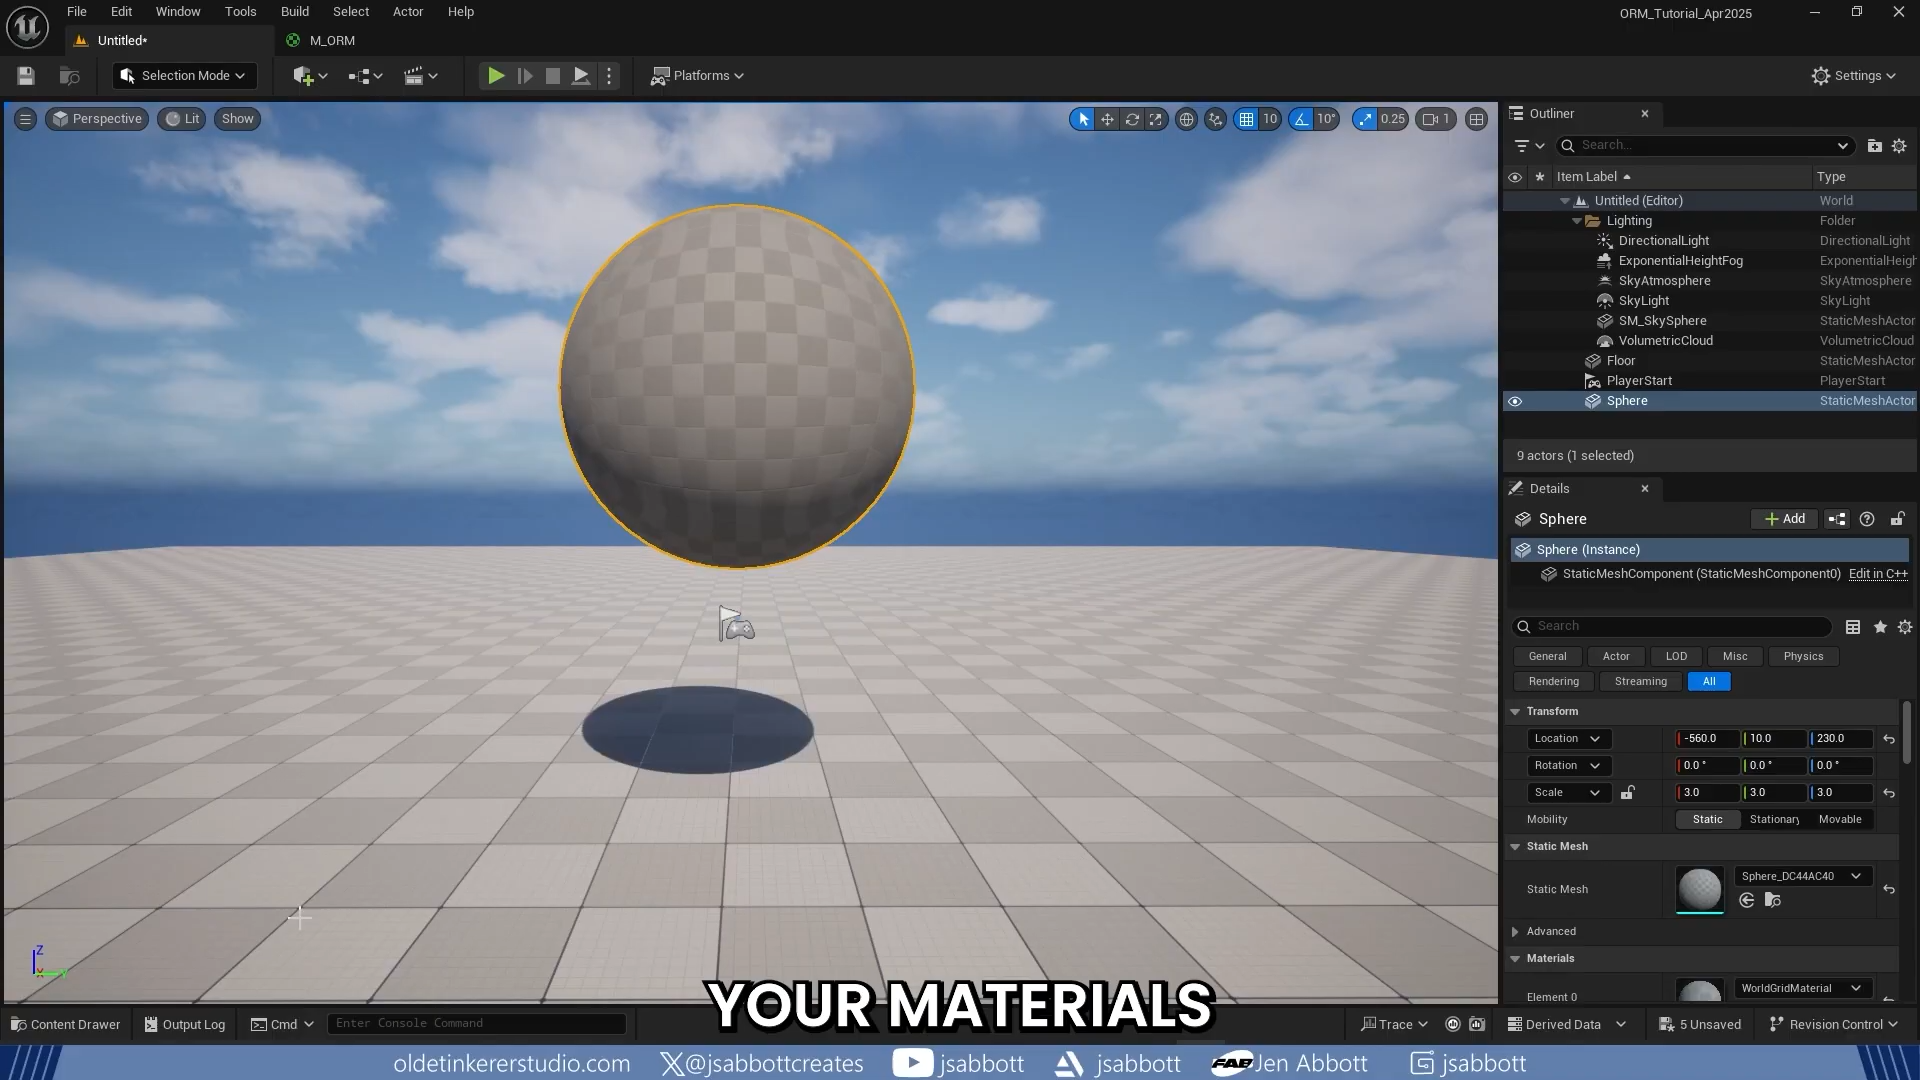 File Edit Window Tools Build Select Actor Help
ORM_Tutorial_Apr2025
Untitled*
M_ORM
Selection Mode
Platforms
Settings
Perspective
Lit
Show
10
10°
0.25
1
Outliner
Search...
Item Label
Type
Untitled (Editor) World
Lighting Folder
DirectionalLight DirectionalLight
ExponentialHeightFog ExponentialHeigh
SkyAtmosphere SkyAtmosphere
SkyLight SkyLight
SM_SkySphere StaticMeshActor
VolumetricCloud VolumetricCloud
Floor StaticMeshActor
PlayerStart PlayerStart
Sphere StaticMeshActor
9 actors (1 selected)
Details
Sphere
Add
Sphere (Instance)
StaticMeshComponent (StaticMeshComponent0) Edit in C++
Search
General Actor LOD Misc Physics
Rendering Streaming All
Transform
Location -560.0 10.0 230.0
Rotation 0.0 ° 0.0 ° 0.0 °
Scale 3.0 3.0 3.0
Mobility Static Stationary Movable
Static Mesh
Static Mesh
Sphere_DC44AC40
Advanced
Materials
Element 0
WorldGridMaterial
Z
YOUR MATERIALS
Content Drawer
Output Log
Cmd
Enter Console Command
Trace
Derived Data
5 Unsaved
Revision Control
oldetinkererstudio.com
@jsabbottcreates
jsabbott
jsabbott
FAB
Jen Abbott
jsabbott